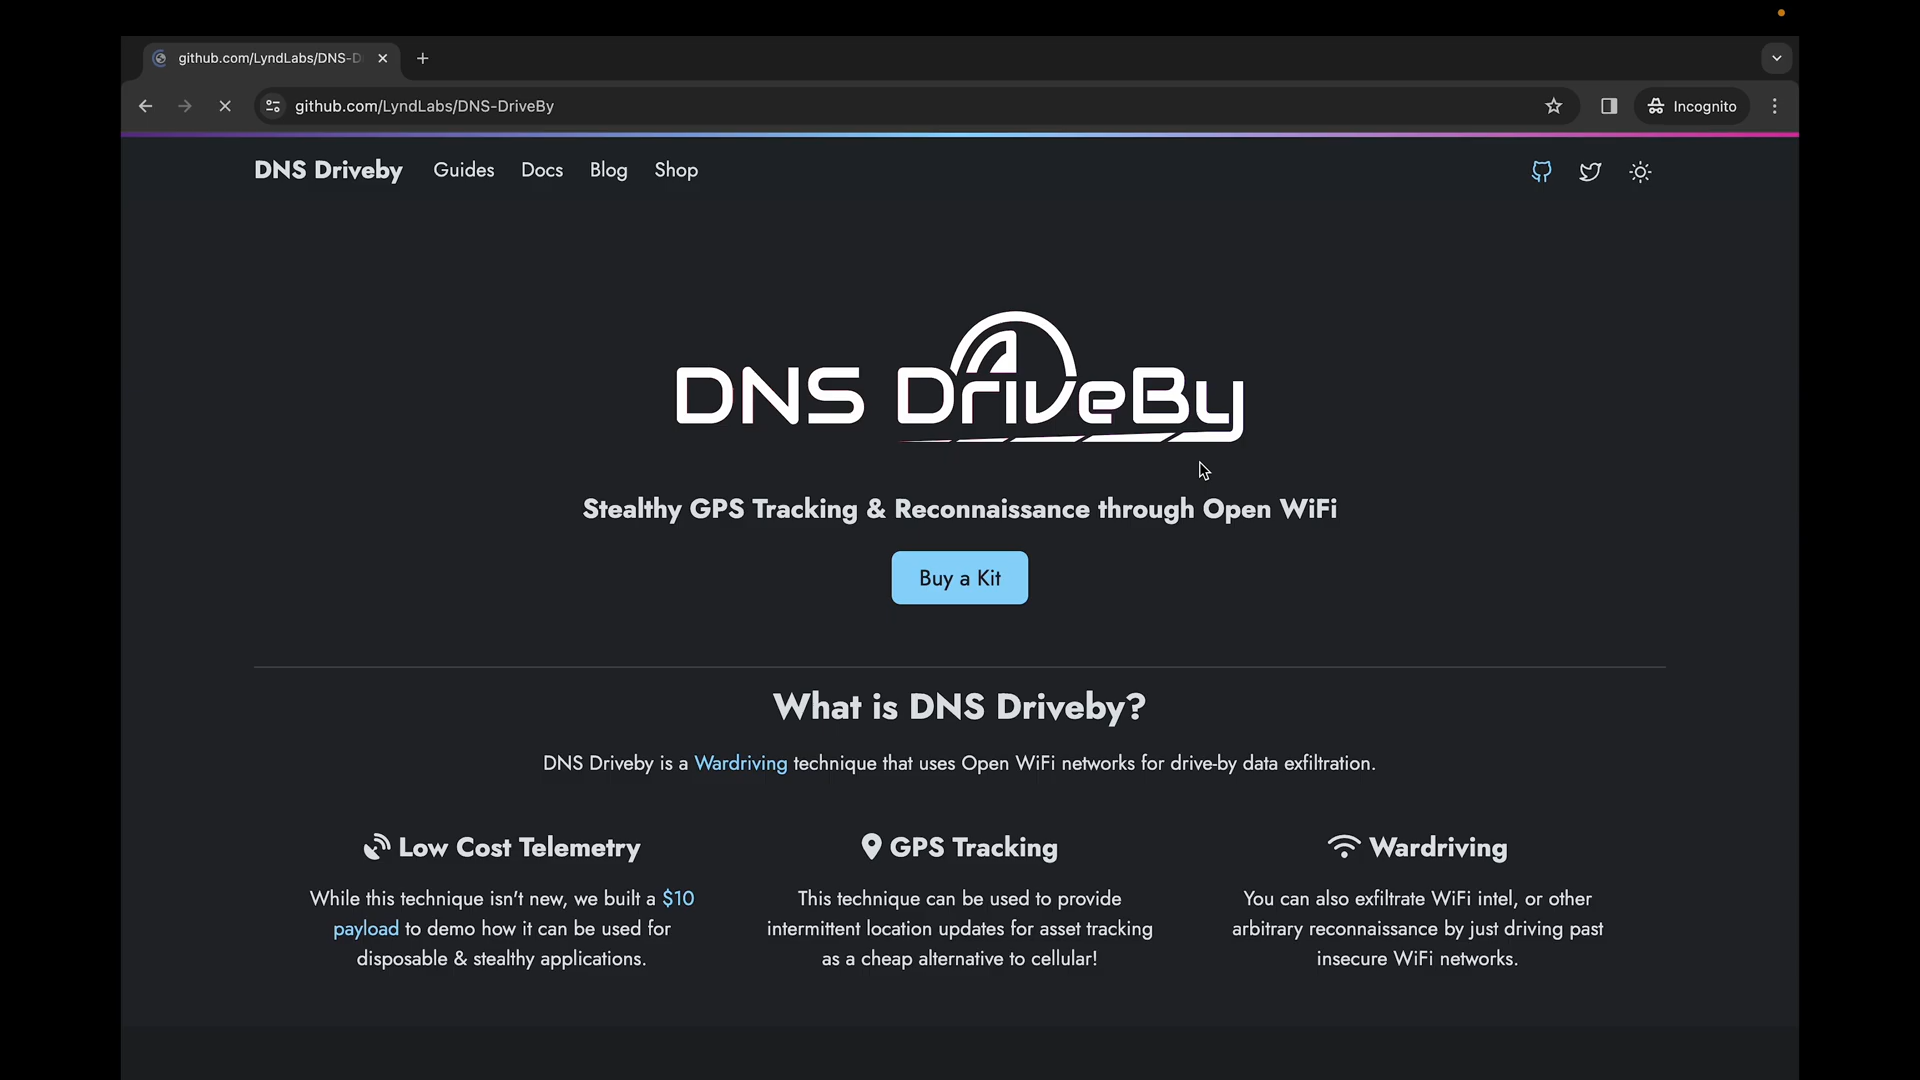 github.com/LyndLabs/DNS-D
github.com/LyndLabs/DNS-DriveBy
Incognito
DNS Driveby
Guides
Docs
Blog
Shop
DNS DriveBy
Stealthy GPS Tracking & Reconnaissance through Open WiFi
Buy a Kit
What is DNS Driveby?
DNS Driveby is a Wardriving technique that uses Open WiFi networks for drive-by data exfiltration.
Low Cost Telemetry
While this technique isn't new, we built a $10
payload to demo how it can be used for
disposable & stealthy applications.
GPS Tracking
This technique can be used to provide
intermittent location updates for asset tracking
as a cheap alternative to cellular!
Wardriving
You can also exfiltrate WiFi intel, or other
arbitrary reconnaissance by just driving past
insecure WiFi networks.